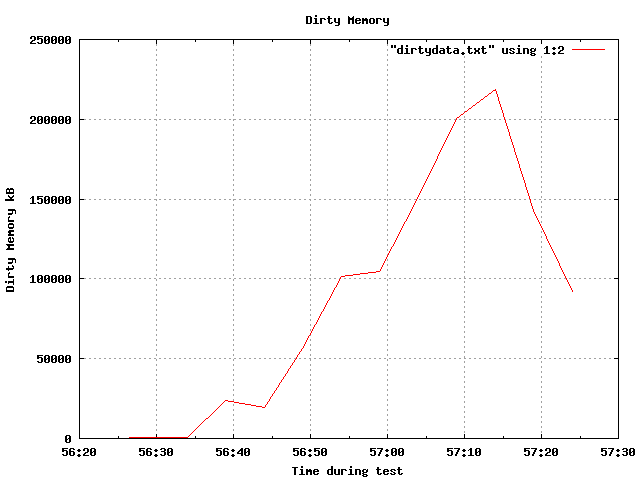 Dirty Memory
"dirtydata.txt" using 1:2
250000
200000
150000
100000
50000
0
Dirty Memory kB
56:20 56:30 56:40 56:50 57:00 57:10 57:20 57:30
Time during test